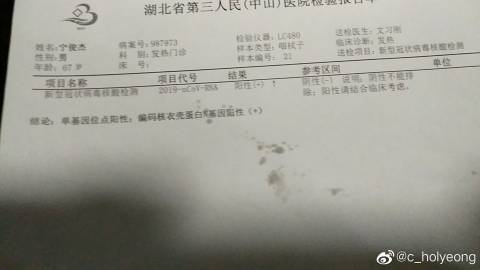 湖北省第三人民(中山)医院检验报告单
姓名:宁俊杰 病案号:987973 检验仪器:LC480 送检医生:文习刚
性别:男 科 别:发热门诊 样本类型:咽拭子 临床诊断:发热
年龄:67岁 床 号: 样本编号: 21 送检项目:新型冠状病毒核酸检测
项目名称 项目代号 结果 参考区间 单位
新型冠状病毒核酸检测 2019-nCoV-RNA 阳性(+) ↑ 阴性(-) 说明:阴性不能排
除;阳性请结合临床考虑。
结论: 单基因位点阳性;编码核衣壳蛋白N基因阳性(+)
@c_holyeong